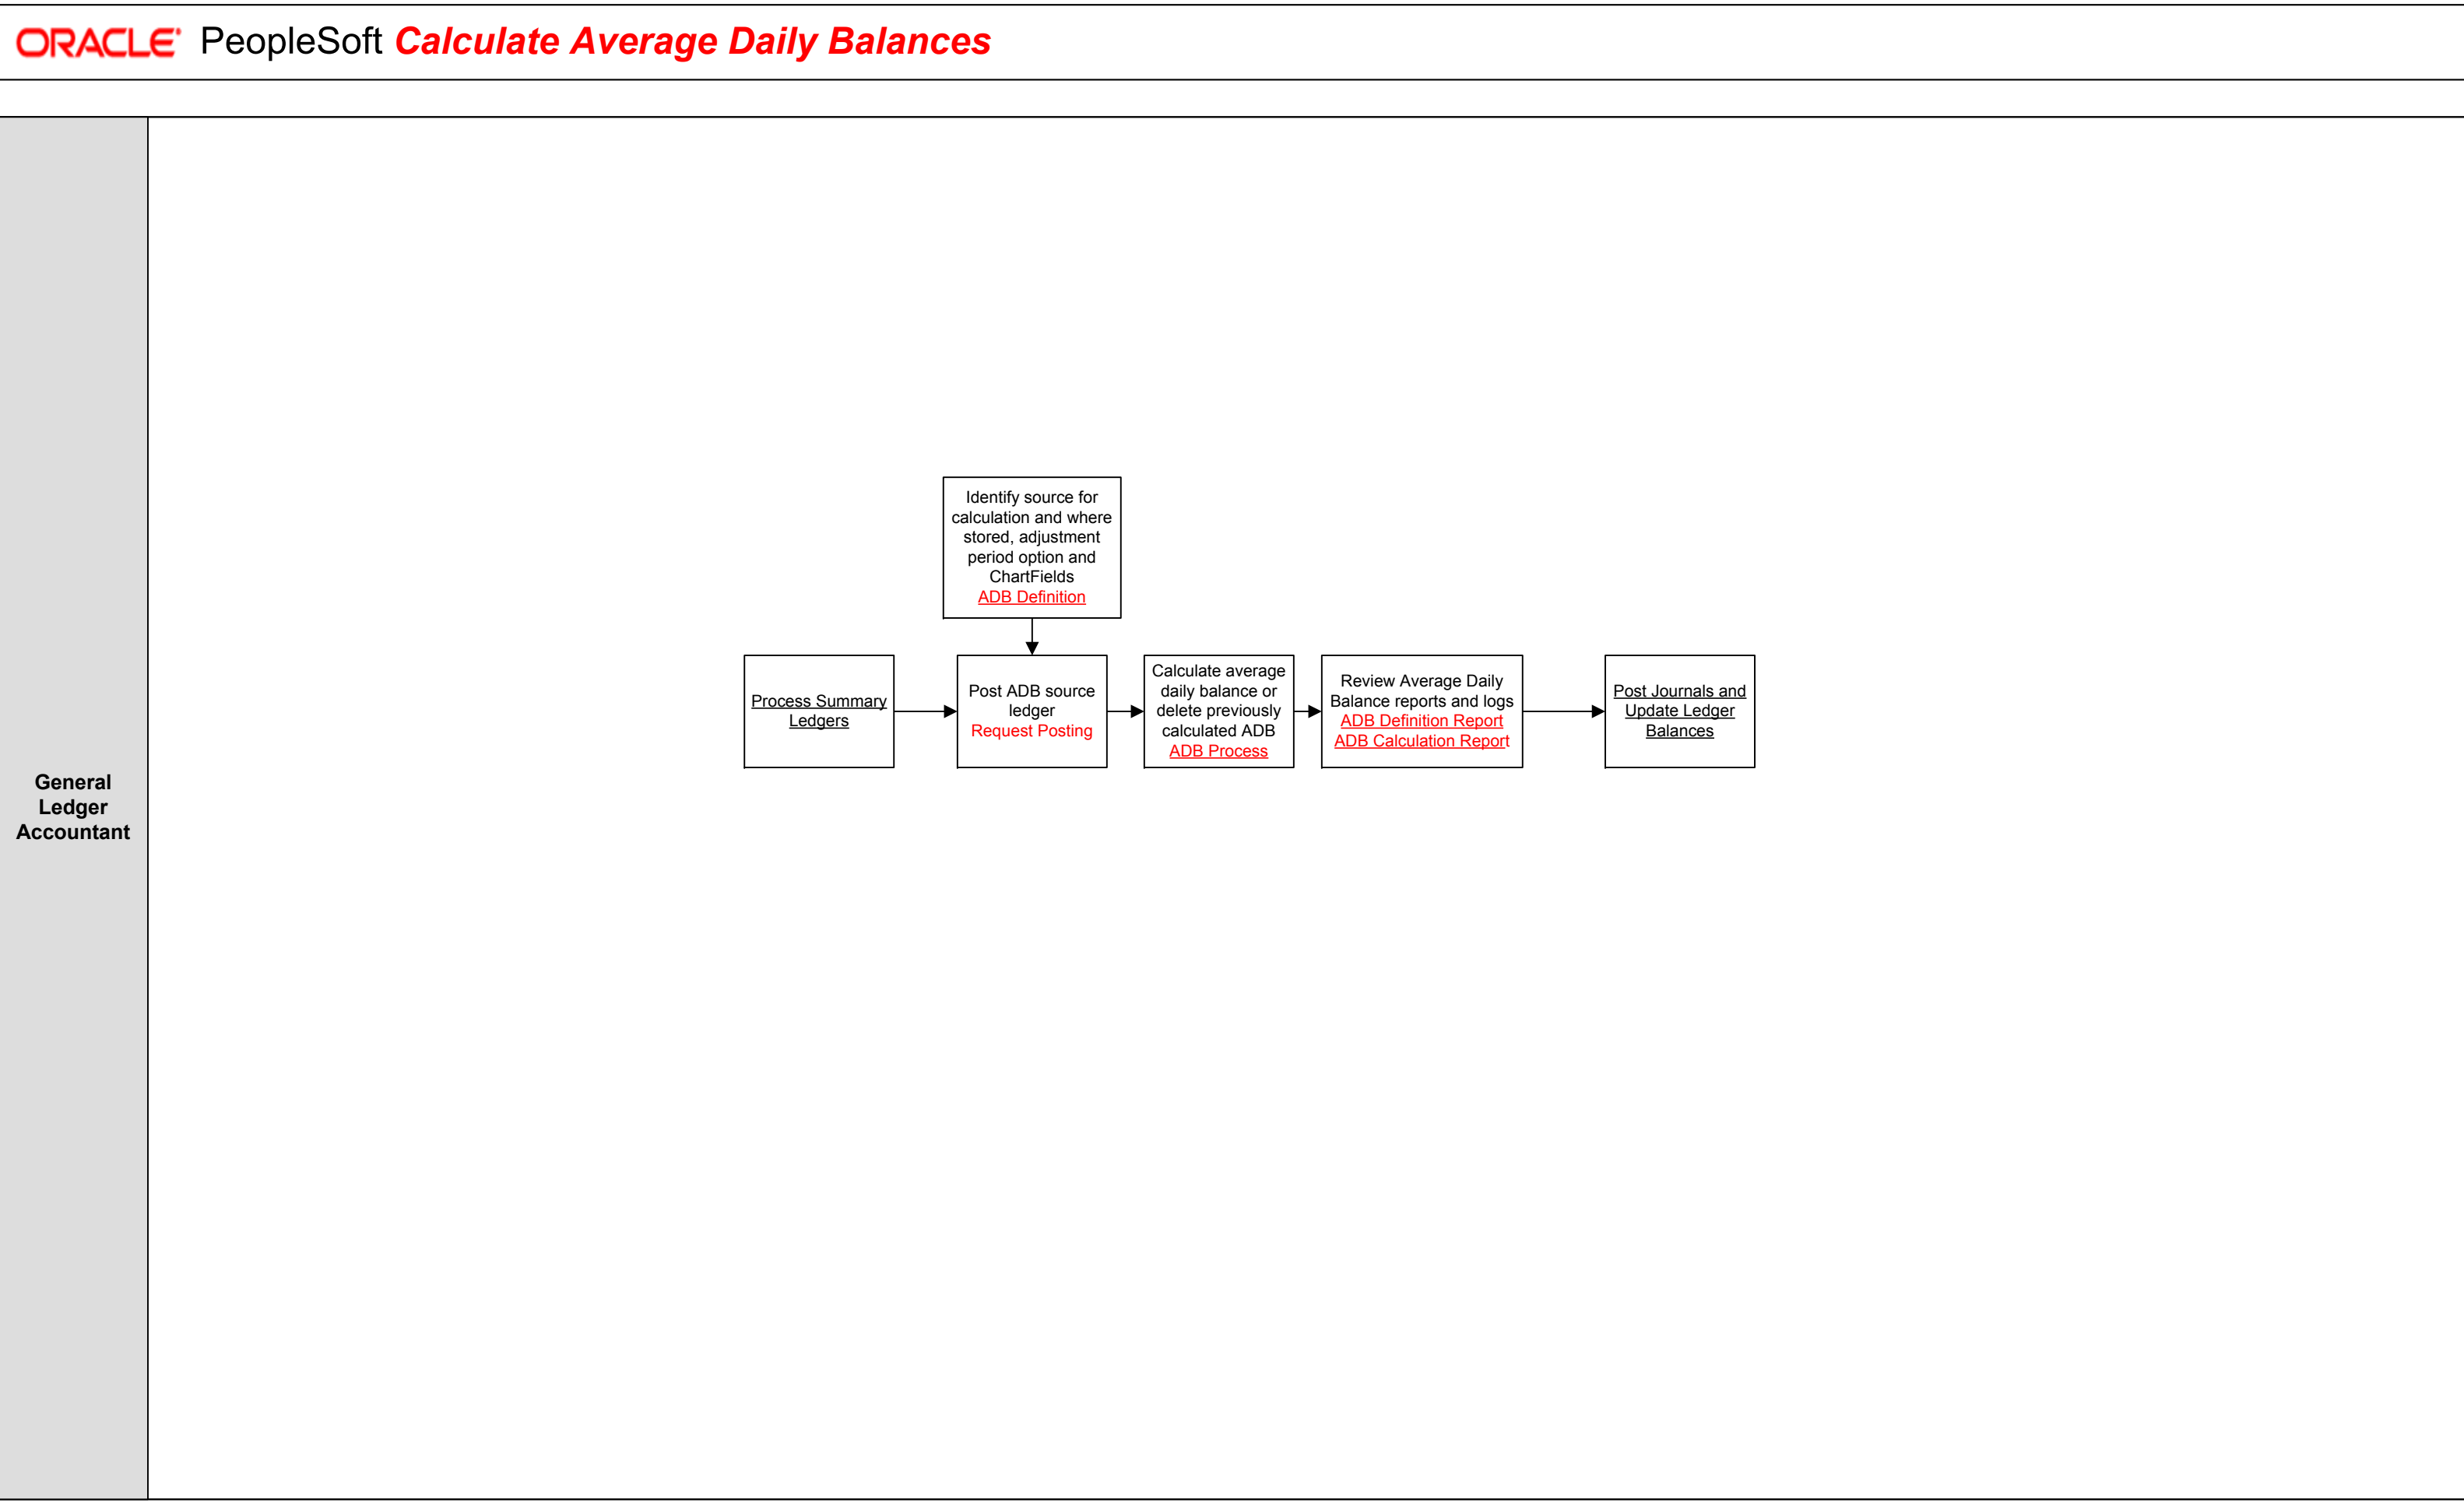 ORACLE® PeopleSoft Calculate Average Daily Balances
General
Ledger
Accountant
Identify source for
calculation and where
stored, adjustment
period option and
ChartFields
ADB Definition
Process Summary
Ledgers
Post ADB source
ledger
Request Posting
Calculate average
daily balance or
delete previously
calculated ADB
ADB Process
Review Average Daily
Balance reports and logs
ADB Definition Report
ADB Calculation Report
Post Journals and
Update Ledger
Balances